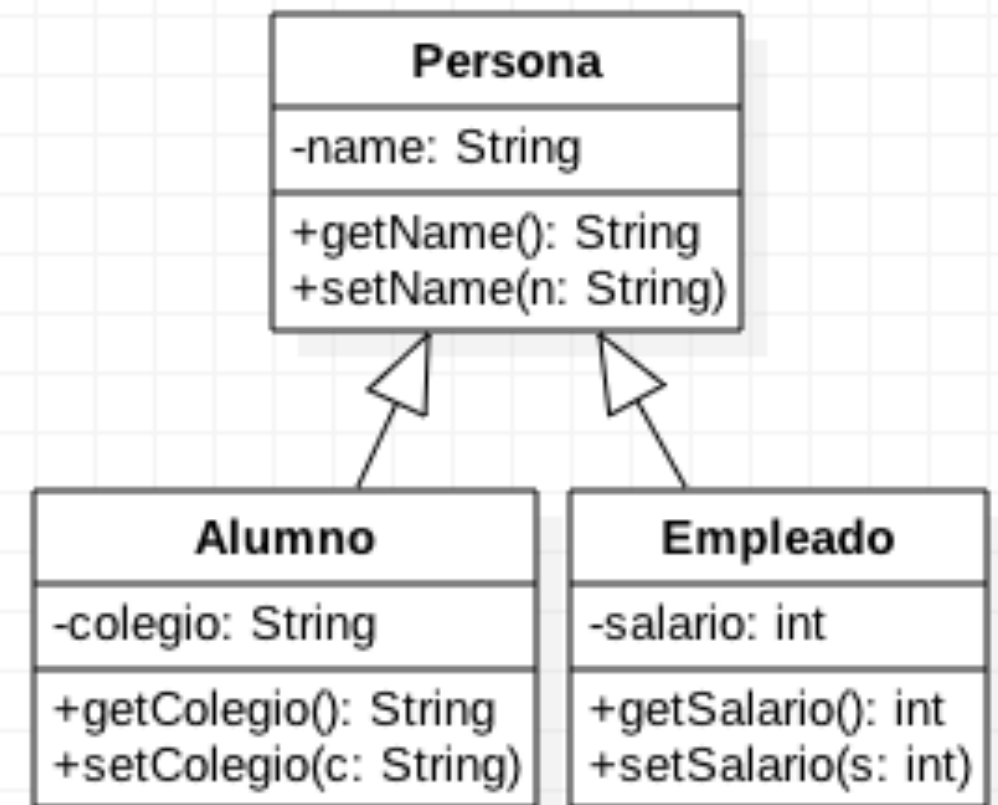 Persona
-name: String
+getName(): String
+setName(n: String)
Alumno
-colegio: String
+getColegio(): String
+setColegio(c: String)
Empleado
-salario: int
+getSalario(): int
+setSalario(s: int)